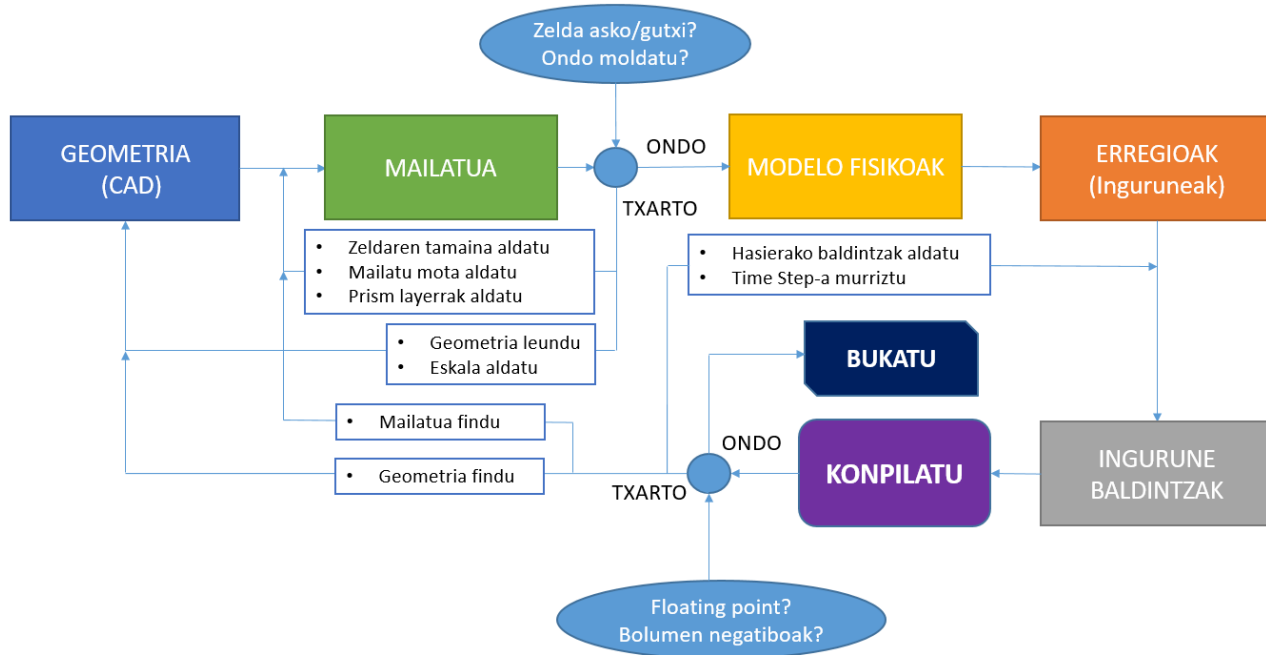 Zelda asko/gutxi?
Ondo moldatu?
GEOMETRIA
(CAD)
MAILATUA
ONDO
MODELO FISIKOAK
ERREGIOAK
(Inguruneak)
TXARTO
• Zeldaren tamaina aldatu
• Mailatu mota aldatu
• Prism layerrak aldatu
• Hasierako baldintzak aldatu
• Time Step-a murriztu
• Geometria leundu
• Eskala aldatu
BUKATU
• Mailatua findu
ONDO
KONPILATU
INGURUNE
BALDINTZAK
• Geometria findu
TXARTO
Floating point?
Bolumen negatiboak?